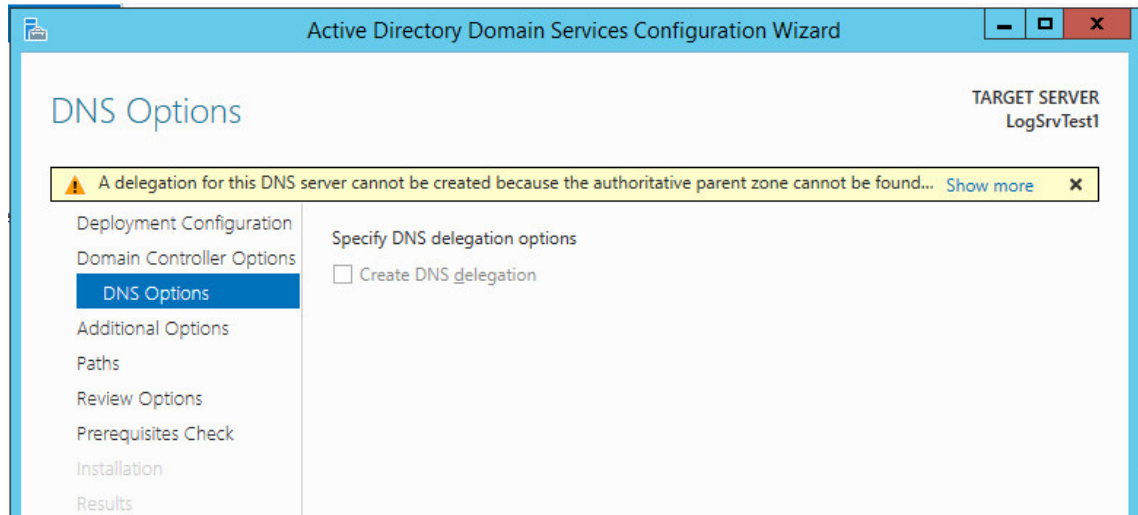 Active Directory Domain Services Configuration Wizard
DNS Options
TARGET SERVER
LogSrvTest1
A delegation for this DNS server cannot be created because the authoritative parent zone cannot be found... Show more
Deployment Configuration
Domain Controller Options
DNS Options
Additional Options
Paths
Review Options
Prerequisites Check
Installation
Results
Specify DNS delegation options
Create DNS delegation